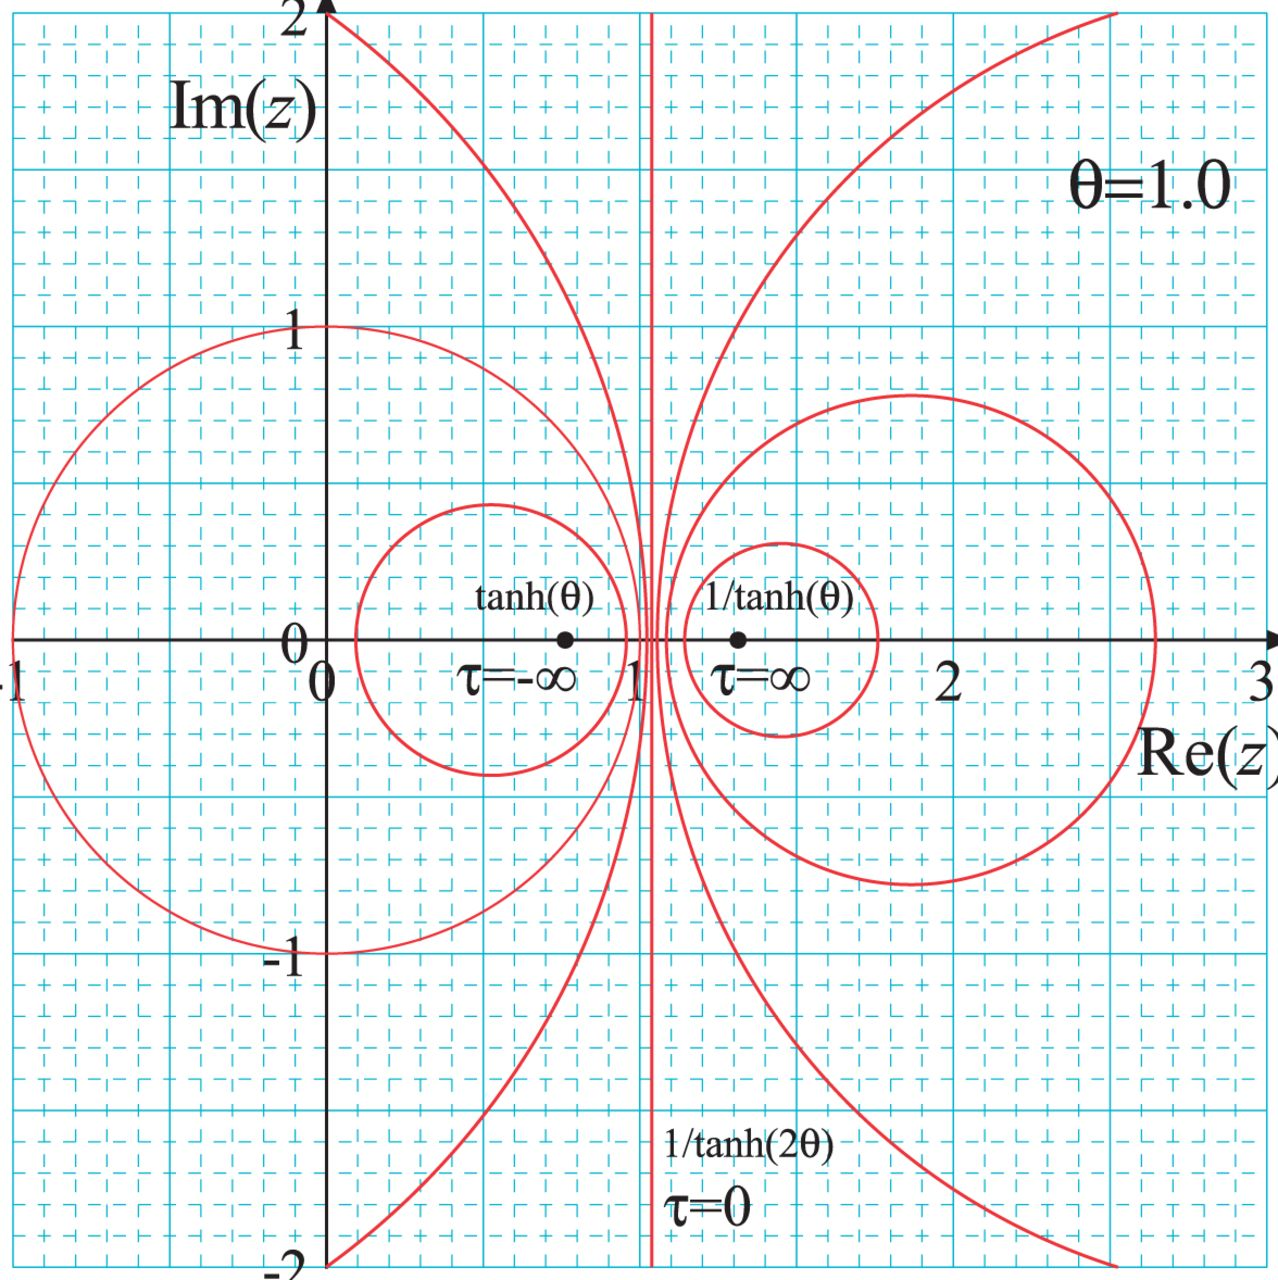 2
Im(z)
θ=1.0
1
tanh(θ)
1/tanh(θ)
0
-1
0
τ=-∞
1
τ=∞
2
3
Re(z)
-1
1/tanh(2θ)
τ=0
-2